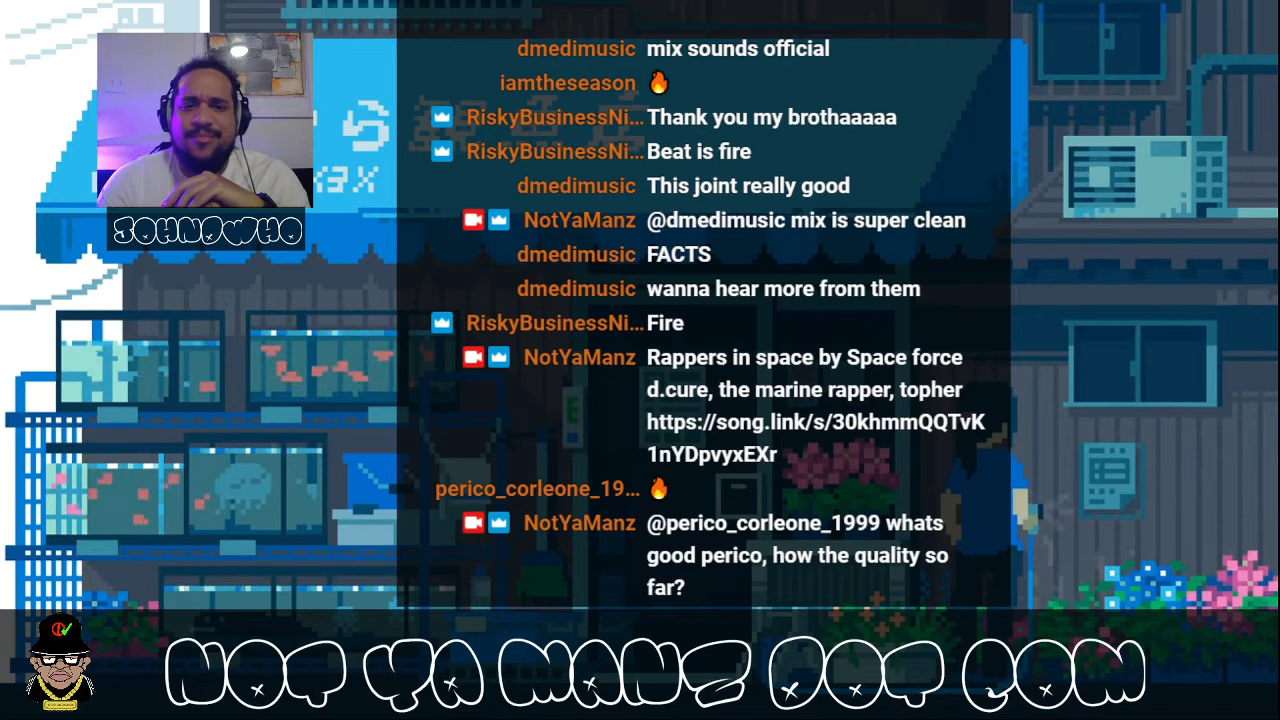 dmedimusic mix sounds official
iamtheseason 🔥
RiskyBusinessNi... Thank you my brothaaaaa
RiskyBusinessNi... Beat is fire
dmedimusic This joint really good
NotYaManz @dmedimusic mix is super clean
dmedimusic FACTS
dmedimusic wanna hear more from them
RiskyBusinessNi... Fire
NotYaManz Rappers in space by Space force
d.cure, the marine rapper, topher
https://song.link/s/30khmmQQTvK
1nYDpvyxEXr
perico_corleone_19... 🔥
NotYaManz @perico_corleone_1999 whats
good perico, how the quality so
far?
JOHNDWHO
NOT YA MANZ DOT COM